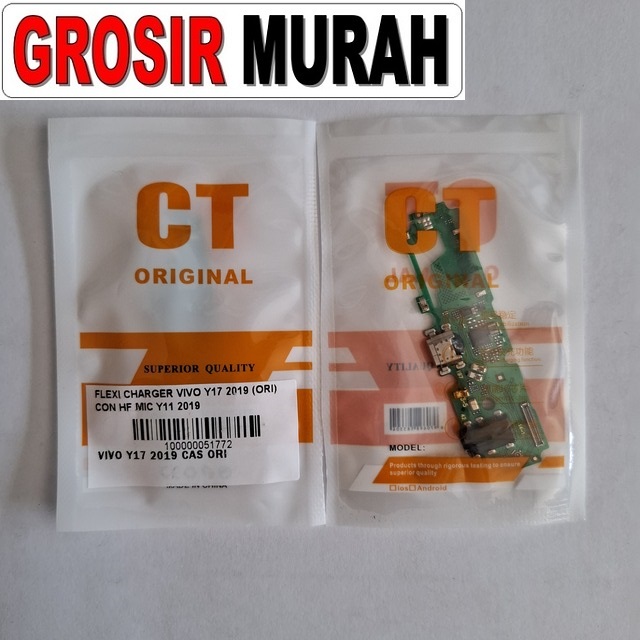 GROSIR MURAH
CT
ORIGINAL
SUPERIOR QUALITY
FLEXI CHARGER VIVO Y17 2019 (ORI)
CON HF MIC Y11 2019
100000051772
VIVO Y17 2019 CAS ORI
MADE IN CHINA
CT
ORIGINAL
QUALITY
MODEL:
Products through rigorous testing to ensure
superior quality
ios Android